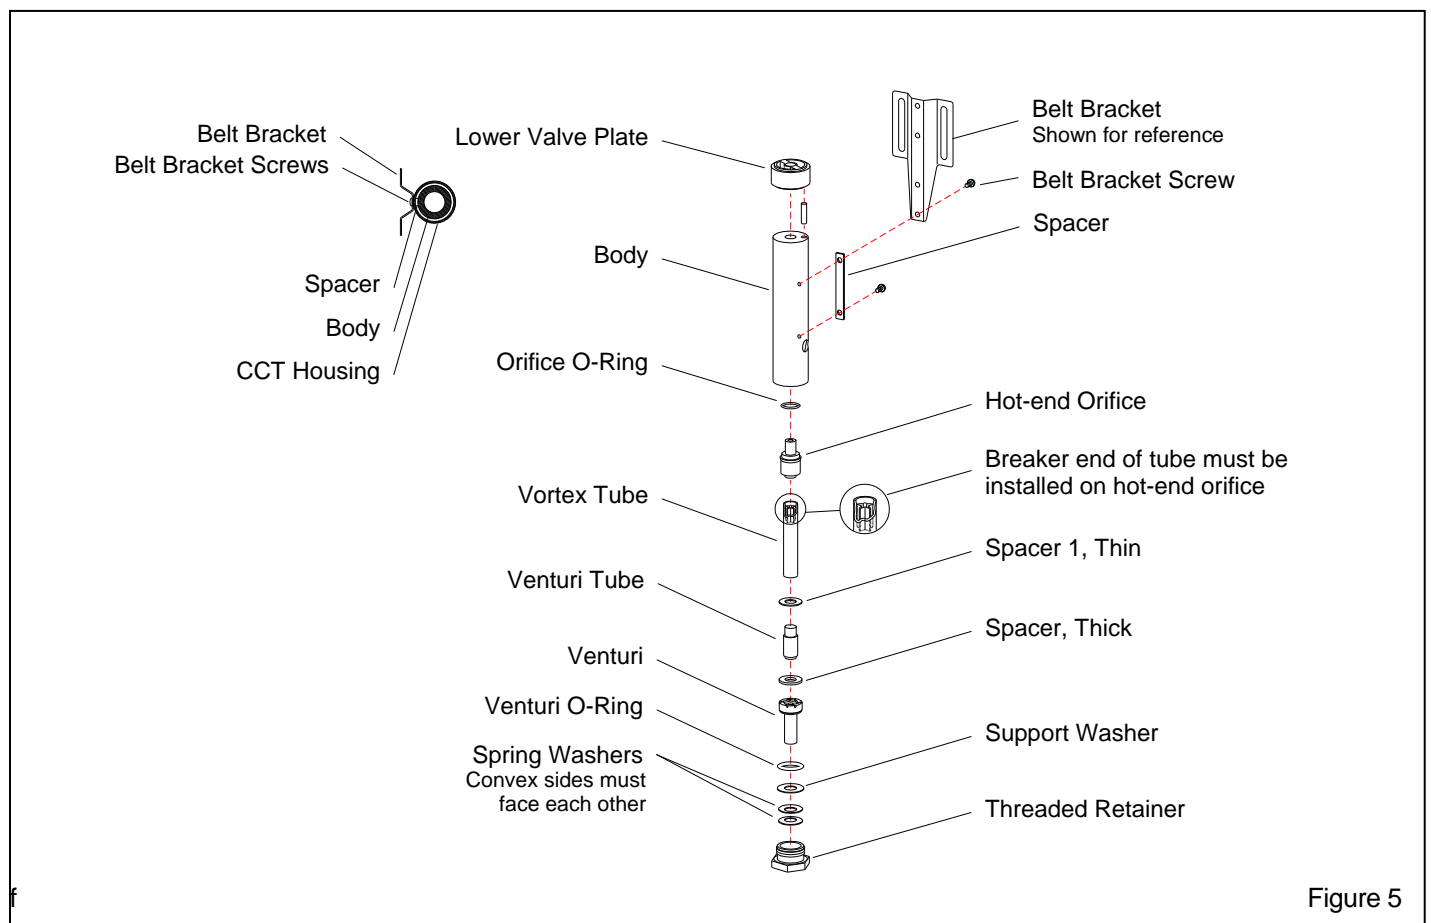 Belt Bracket
Belt Bracket Screws
Spacer
Body
CCT Housing
Lower Valve Plate
Body
Orifice O-Ring
Vortex Tube
Venturi Tube
Venturi
Venturi O-Ring
Spring Washers
Convex sides must
face each other
Belt Bracket
Shown for reference
Belt Bracket Screw
Spacer
Hot-end Orifice
Breaker end of tube must be
installed on hot-end orifice
Spacer 1, Thin
Spacer, Thick
Support Washer
Threaded Retainer
f
Figure 5